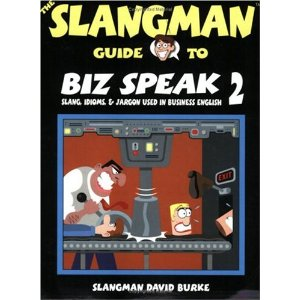 THE
SLANGMAN
GUIDE TO
BIZ SPEAK 2
SLANG, IDIOMS, & JARGON USED IN BUSINESS ENGLISH
EXIT
SLANGMAN DAVID BURKE